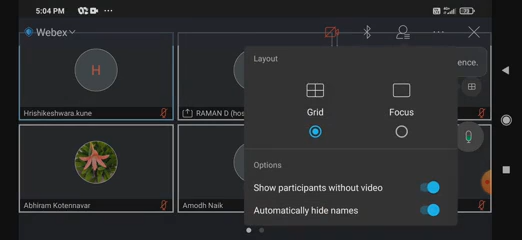 5:04 PM
Webex
ence.
Layout
Grid
Focus
H
Hrishikeshwara.kune
RAMAN D (hos
Options
Show participants without video
Automatically hide names
Abhiram Kotennavar
Amodh Naik